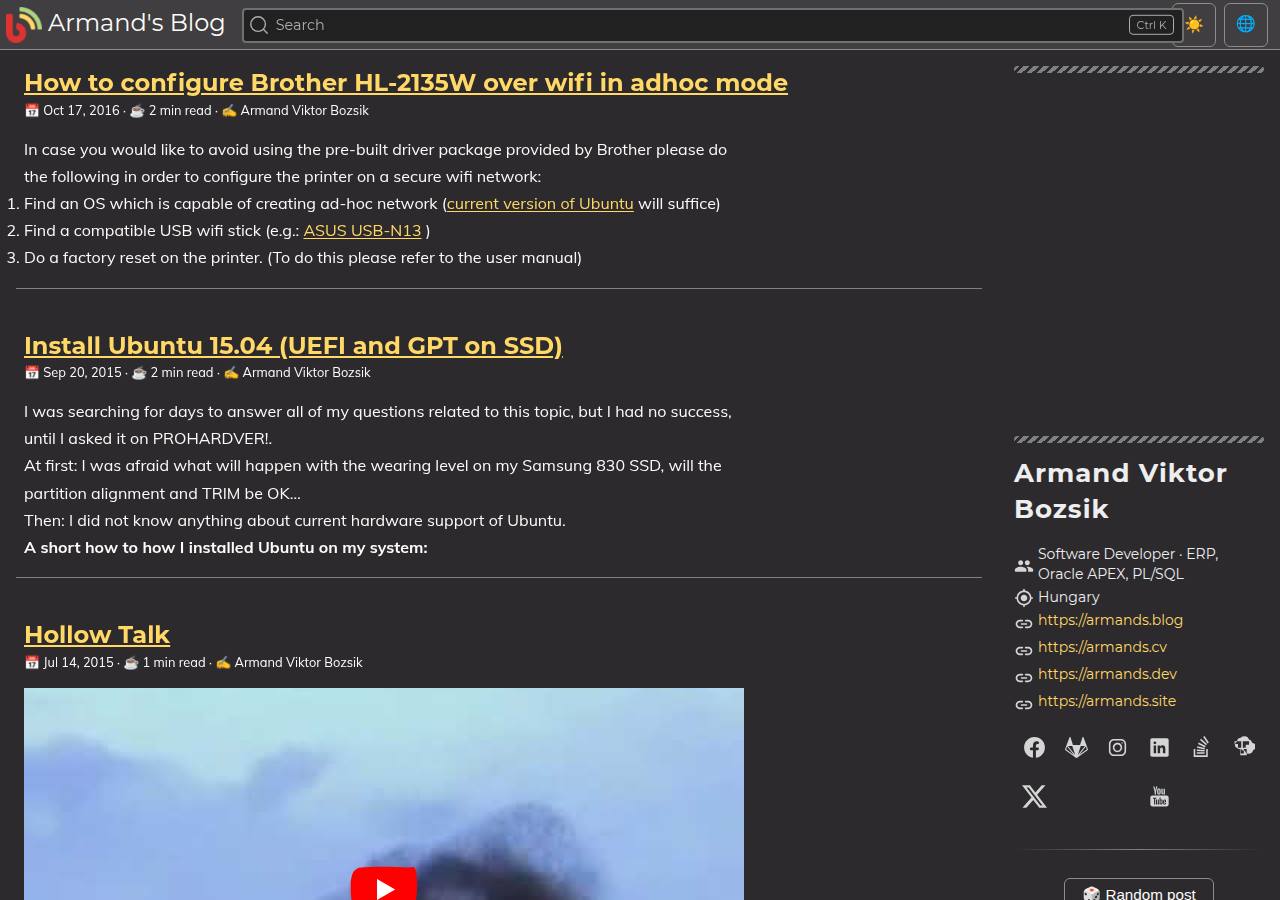 Armand's Blog
Search
Ctrl K
How to configure Brother HL-2135W over wifi in adhoc mode
📅 Oct 17, 2016 · ☕ 2 min read · ✍️ Armand Viktor Bozsik
In case you would like to avoid using the pre-built driver package provided by Brother please do
the following in order to configure the printer on a secure wifi network:
1. Find an OS which is capable of creating ad-hoc network (current version of Ubuntu will suffice)
2. Find a compatible USB wifi stick (e.g.: ASUS USB-N13 )
3. Do a factory reset on the printer. (To do this please refer to the user manual)
Install Ubuntu 15.04 (UEFI and GPT on SSD)
📅 Sep 20, 2015 · ☕ 2 min read · ✍️ Armand Viktor Bozsik
I was searching for days to answer all of my questions related to this topic, but I had no success,
until I asked it on PROHARDVER!.
At first: I was afraid what will happen with the wearing level on my Samsung 830 SSD, will the
partition alignment and TRIM be OK...
Then: I did not know anything about current hardware support of Ubuntu.
A short how to how I installed Ubuntu on my system:
Hollow Talk
📅 Jul 14, 2015 · ☕ 1 min read · ✍️ Armand Viktor Bozsik
Armand Viktor
Bozsik
Software Developer · ERP,
Oracle APEX, PL/SQL
Hungary
https://armands.blog
https://armands.cv
https://armands.dev
https://armands.site
You
Tube
🎲 Random post